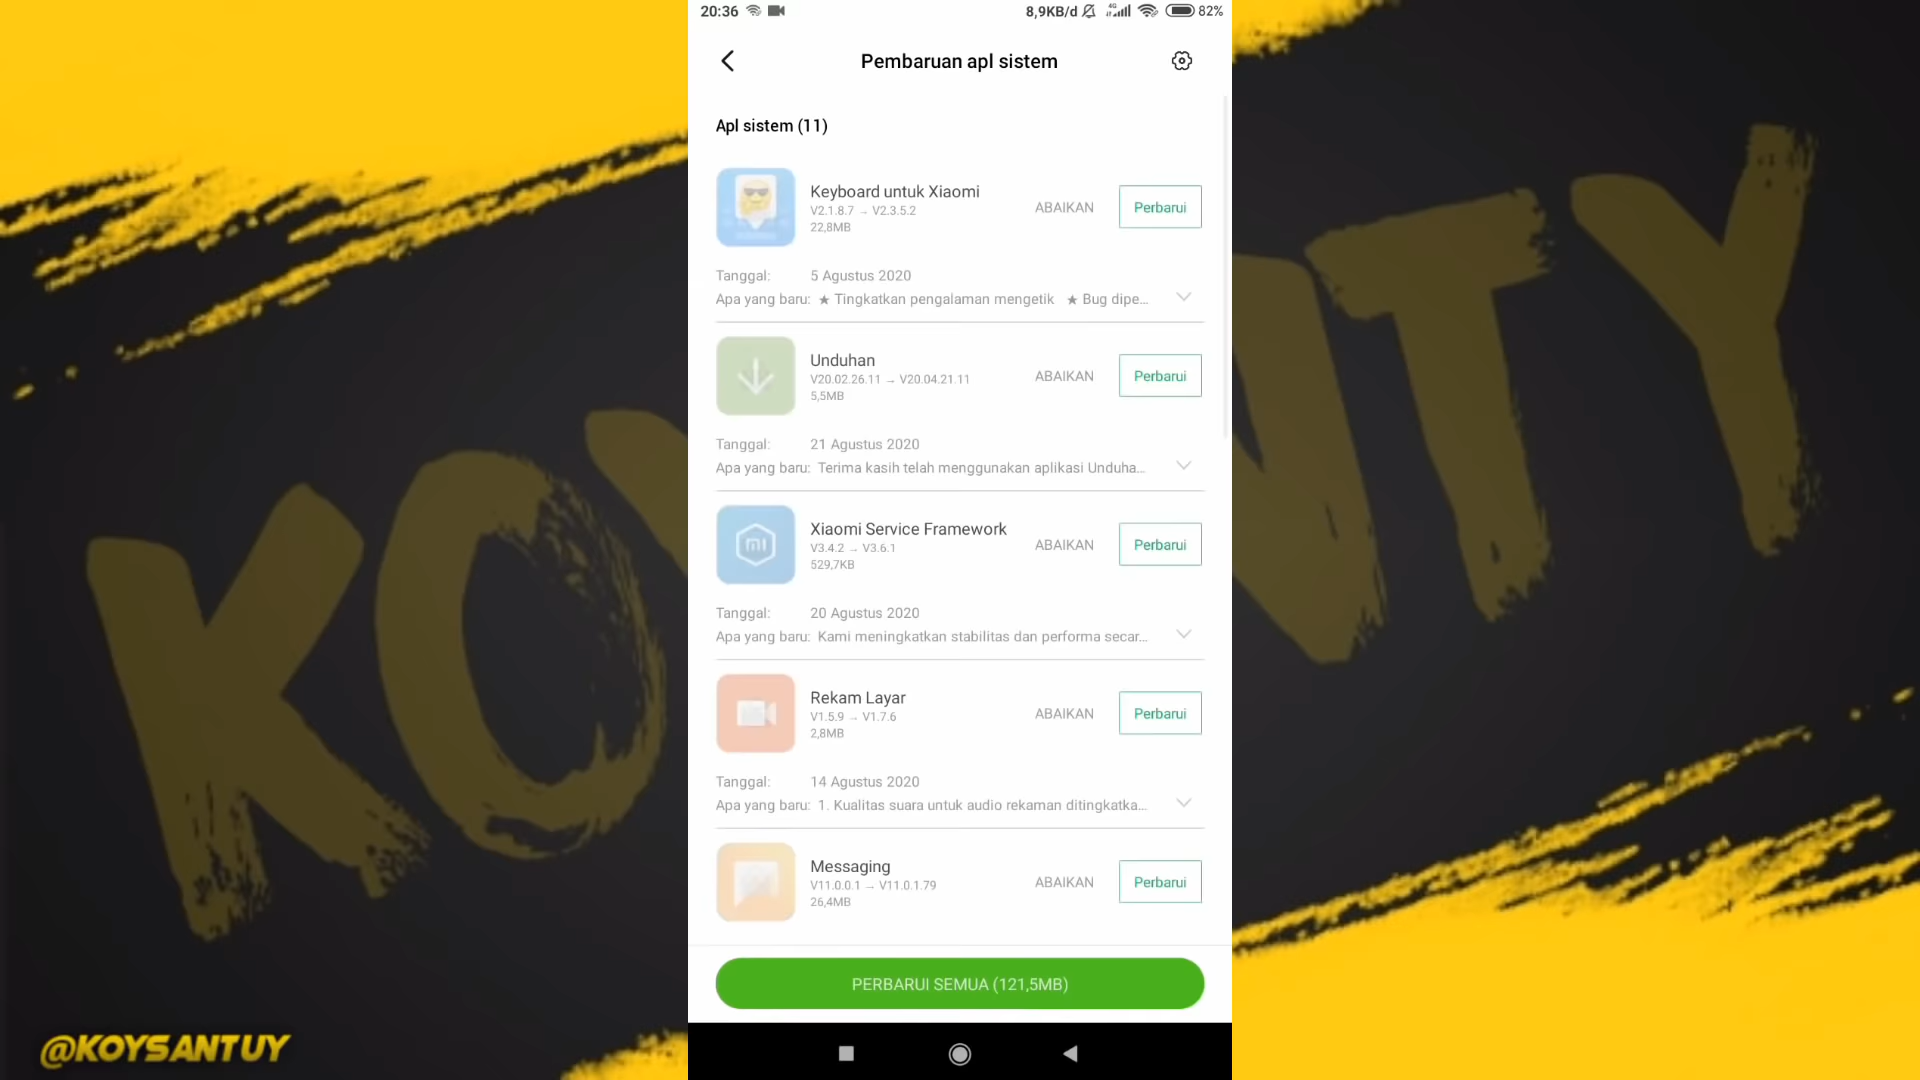 20:36
8,9KB/d
4G
82%
Pembaruan apl sistem
Apl sistem (11)
Keyboard untuk Xiaomi
V2.1.8.7 → V2.3.5.2
22,8MB
ABAIKAN
Perbarui
Tanggal: 5 Agustus 2020
Apa yang baru: ★ Tingkatkan pengalaman mengetik ★ Bug dipe...
Unduhan
V20.02.26.11 → V20.04.21.11
5,5MB
ABAIKAN
Perbarui
Tanggal: 21 Agustus 2020
Apa yang baru: Terima kasih telah menggunakan aplikasi Unduha...
Xiaomi Service Framework
V3.4.2 → V3.6.1
529,7KB
ABAIKAN
Perbarui
Tanggal: 20 Agustus 2020
Apa yang baru: Kami meningkatkan stabilitas dan performa secar...
Rekam Layar
V1.5.9 → V1.7.6
2,8MB
ABAIKAN
Perbarui
Tanggal: 14 Agustus 2020
Apa yang baru: 1. Kualitas suara untuk audio rekaman ditingkatka...
Messaging
V11.0.0.1 → V11.0.1.79
26,4MB
ABAIKAN
Perbarui
PERBARUI SEMUA (121,5MB)
@KOYSANTUY